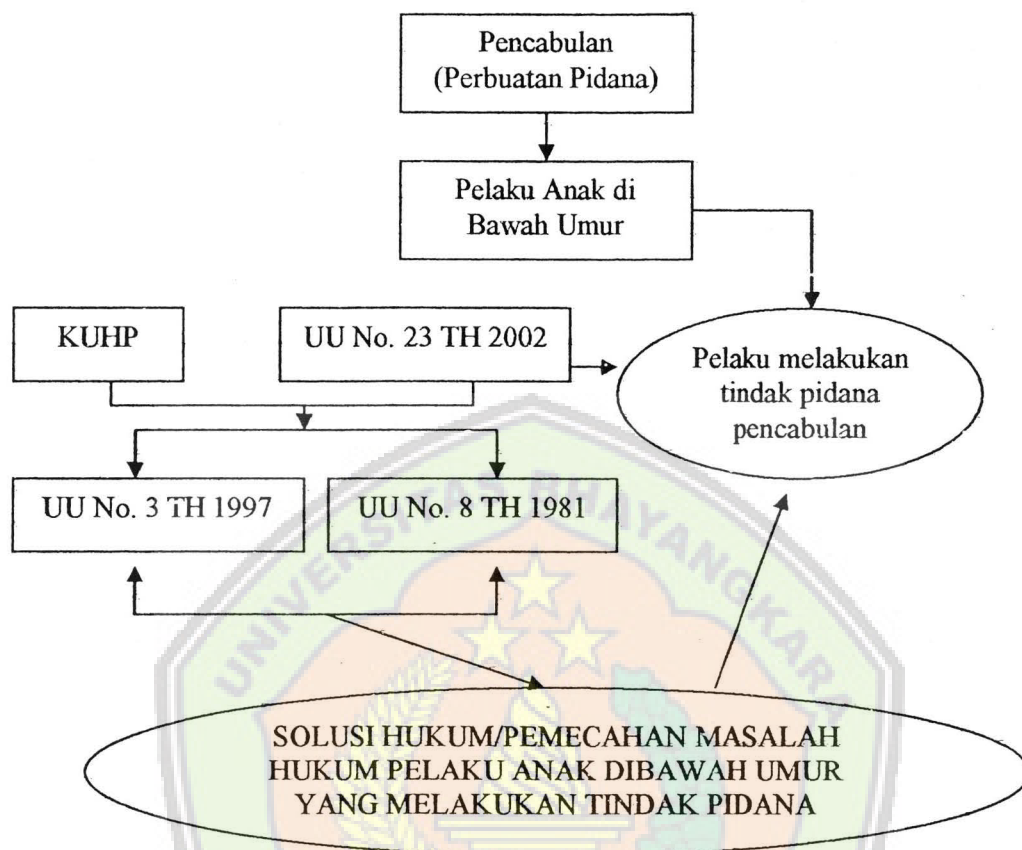 Pencabulan
(Perbuatan Pidana)
Pelaku Anak di
Bawah Umur
KUHP
UU No. 23 TH 2002
Pelaku melakukan
tindak pidana
pencabulan
UU No. 3 TH 1997
UU No. 8 TH 1981
UNIVERSITAS BHAYANGKARA
SOLUSI HUKUM/PEMECAHAN MASALAH
HUKUM PELAKU ANAK DIBAWAH UMUR
YANG MELAKUKAN TINDAK PIDANA